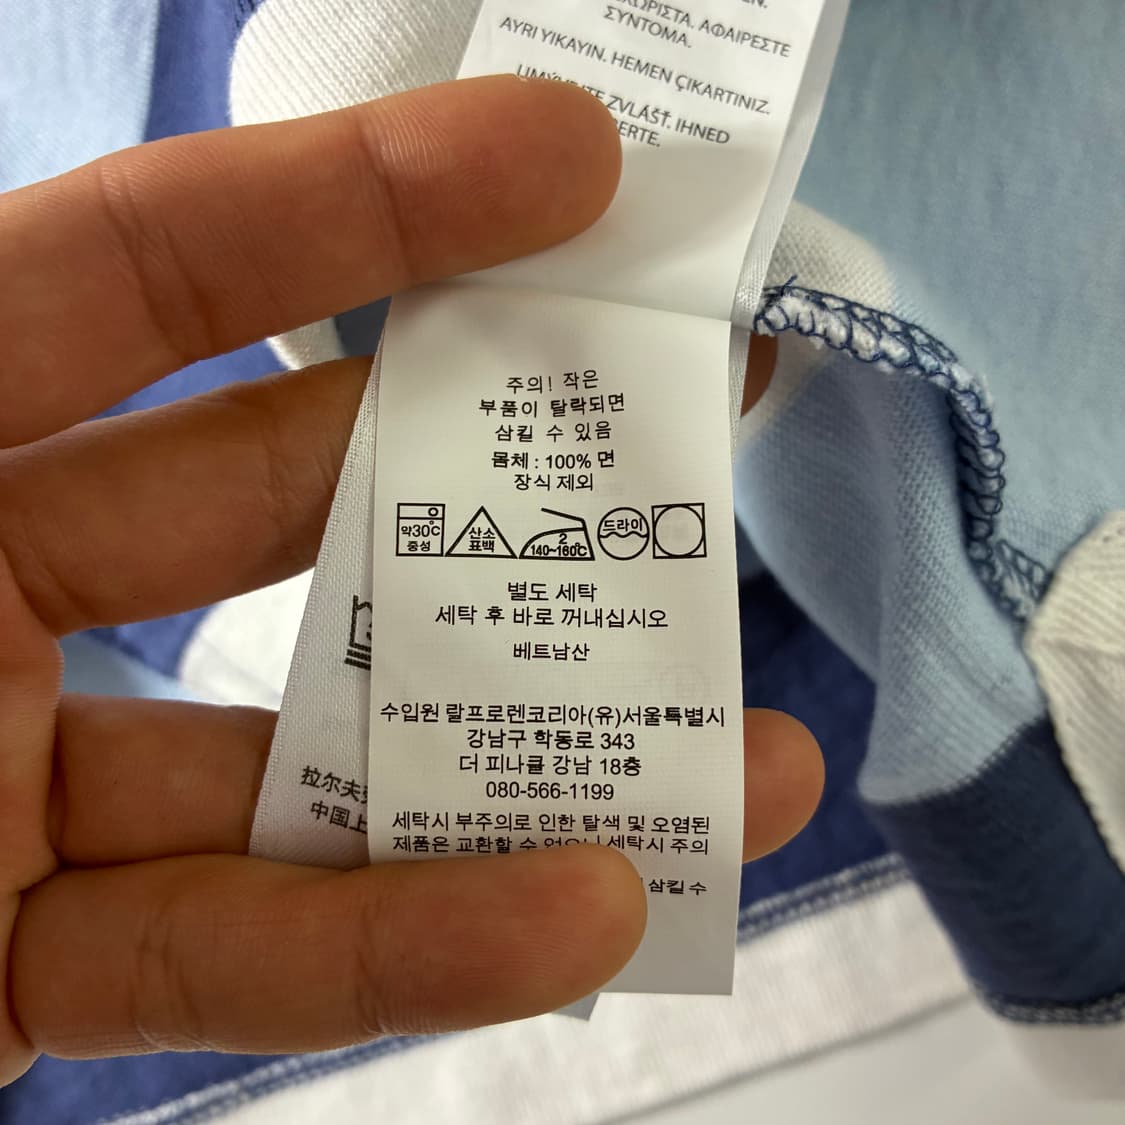 ΣΥΝΤΟΜΑ. ΑΦΑΙΡΕΣΤΕ
AYRI YIKAYIN. HEMEN ÇIKARTINIZ.
ZVLÁŠŤ. IHNED
주의! 작은
부품이 탈락되면
삼킬 수 있음
몸체 : 100% 면
장식 제외
약30℃
중성
산소
표백
2
140~160℃
드라이
별도 세탁
세탁 후 바로 꺼내십시오
베트남산
수입원 랄프로렌코리아(유)서울특별시
강남구 학동로 343
더 피나클 강남 18층
080-566-1199
세탁시 부주의로 인한 탈색 및 오염된
제품은 교환할 수 세탁시 주의
삼킬 수
拉尔夫
中国上